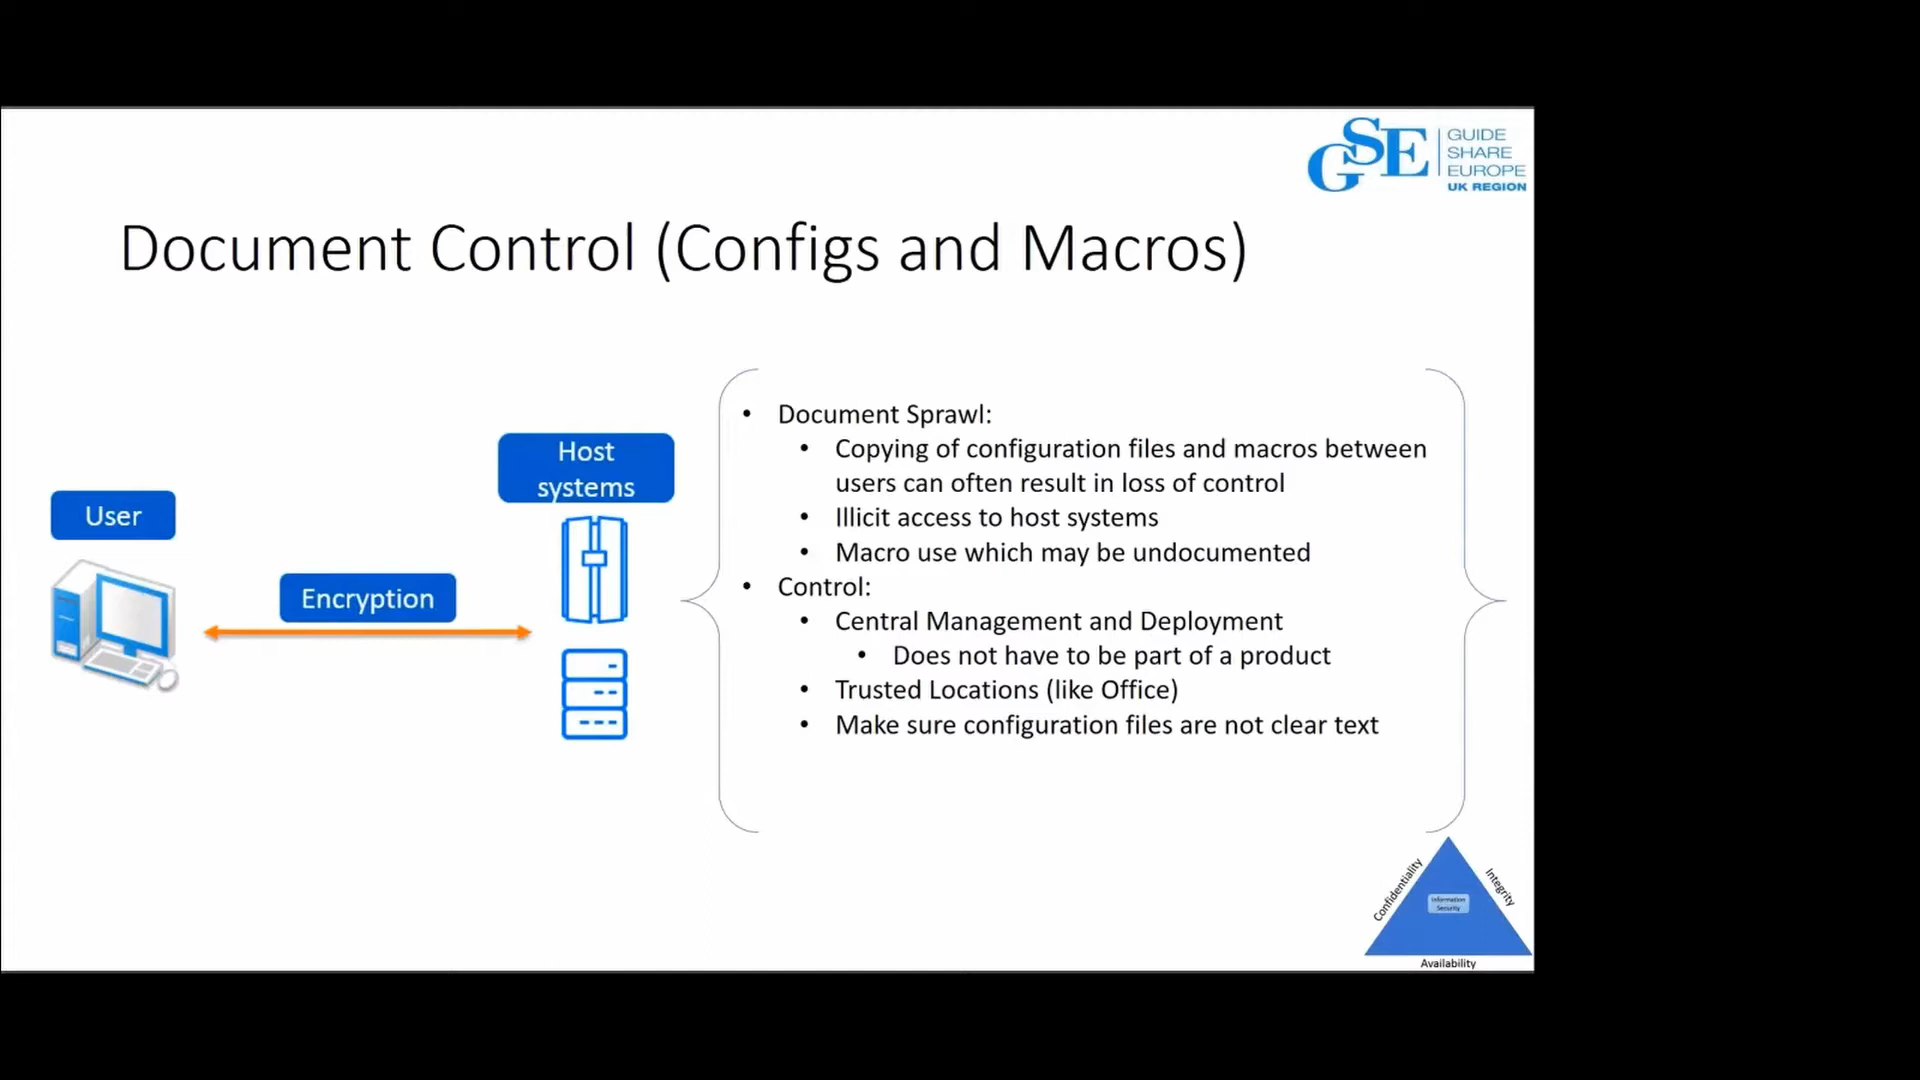 GSE
GUIDE
SHARE
EUROPE
UK REGION
Document Control (Configs and Macros)
User
Encryption
Host
systems
• Document Sprawl:
• Copying of configuration files and macros between
users can often result in loss of control
• Illicit access to host systems
• Macro use which may be undocumented
• Control:
• Central Management and Deployment
• Does not have to be part of a product
• Trusted Locations (like Office)
• Make sure configuration files are not clear text
Confidentiality
Integrity
Information
Security
Availability